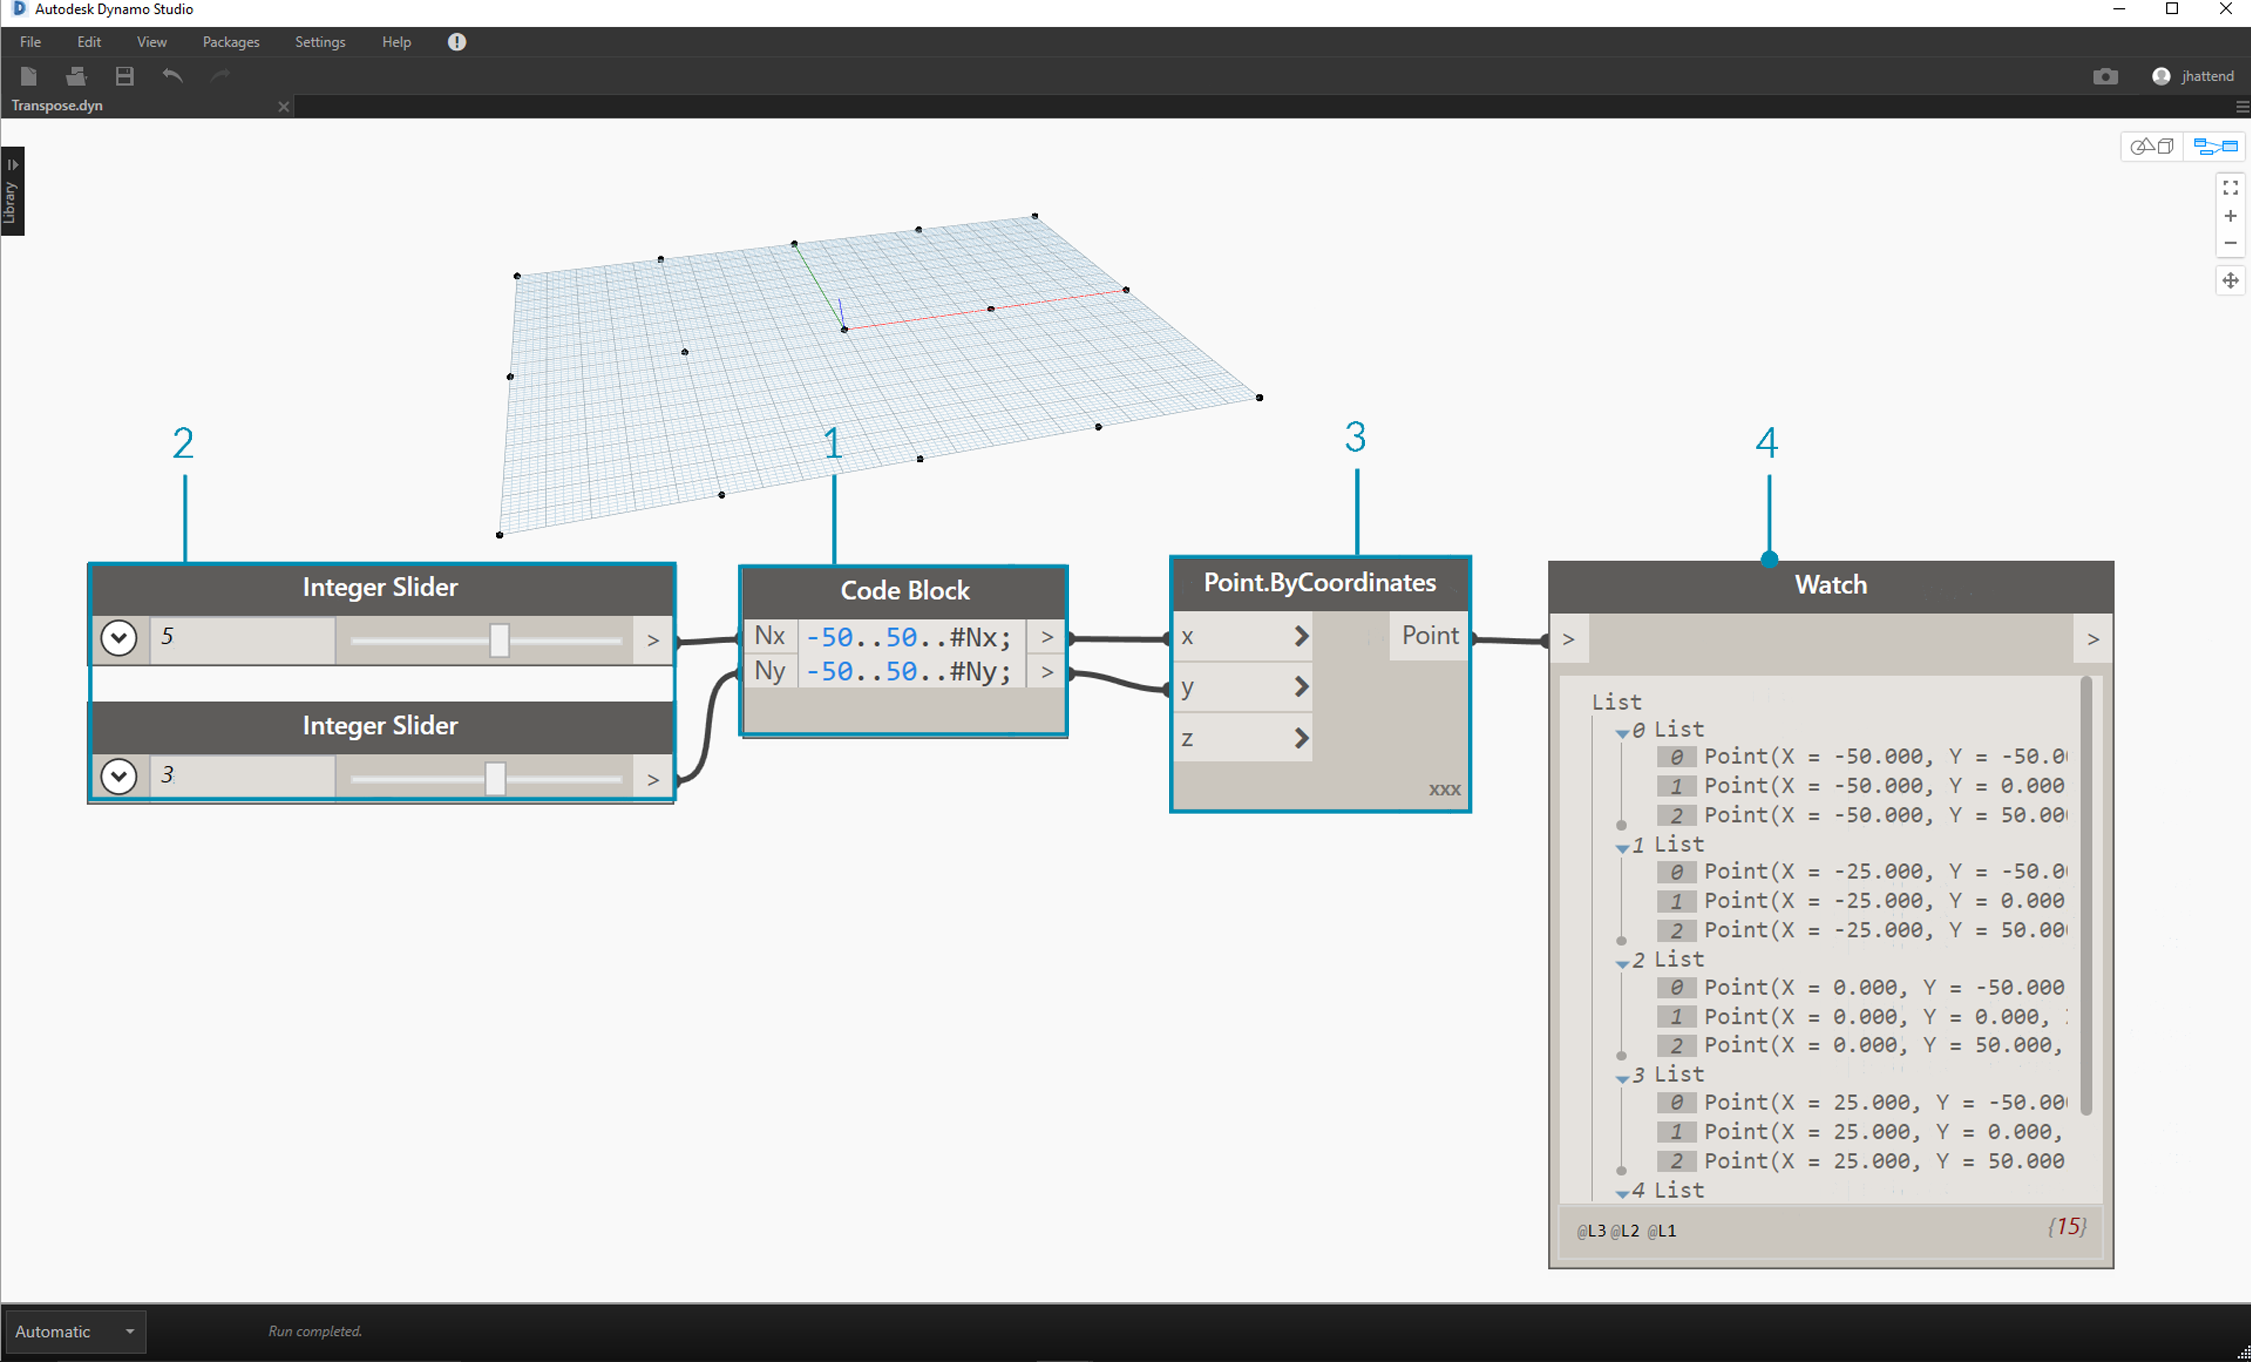 Autodesk Dynamo Studio
File Edit View Packages Settings Help
jhattend
Transpose.dyn
Library
2
1
3
4
Integer Slider
5
>
Integer Slider
3
>
Code Block
Nx -50..50..#Nx; >
Ny -50..50..#Ny; >
Point.ByCoordinates
x Point
y
z
xxx
Watch
> >
List
0 List
0 Point(X = -50.000, Y = -50.00
1 Point(X = -50.000, Y = 0.000
2 Point(X = -50.000, Y = 50.000
1 List
0 Point(X = -25.000, Y = -50.00
1 Point(X = -25.000, Y = 0.000
2 Point(X = -25.000, Y = 50.000
2 List
0 Point(X = 0.000, Y = -50.000
1 Point(X = 0.000, Y = 0.000,
2 Point(X = 0.000, Y = 50.000,
3 List
0 Point(X = 25.000, Y = -50.000
1 Point(X = 25.000, Y = 0.000,
2 Point(X = 25.000, Y = 50.000
4 List
@L3 @L2 @L1 {15}
Automatic Run completed.